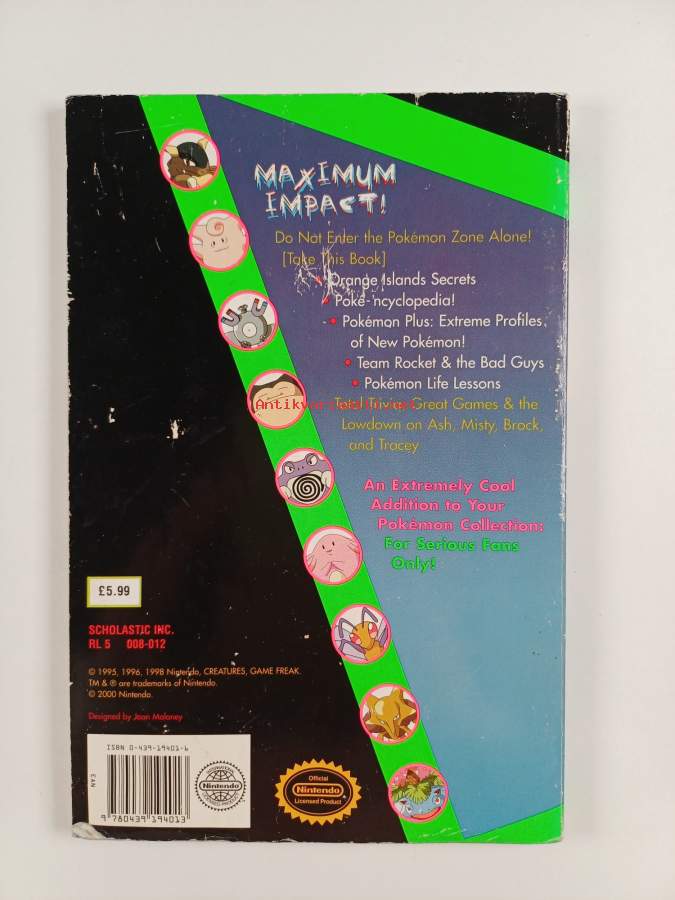 MAXIMUM
IMPACT!
Do Not Enter the Pokémon Zone Alone!
[Take This Book]
• Orange Islands Secrets
• Poké-ncyclopedia!
• Pokémon Plus: Extreme Profiles
of New Pokémon!
• Team Rocket & the Bad Guys
• Pokémon Life Lessons
Total Trivia, Great Games & the
Lowdown on Ash, Misty, Brock,
and Tracey
An Extremely Cool
Addition to Your
Pokémon Collection:
For Serious Fans
Only!
£5.99
SCHOLASTIC INC.
RL 5 008-012
© 1995, 1996, 1998 Nintendo, CREATURES, GAME FREAK.
TM & ® are trademarks of Nintendo.
© 2000 Nintendo.
Designed by Joan Moloney
ISBN 0-439-19401-6
EAN
9 780439 194013
Nintendo
Official
Nintendo
Licensed Product